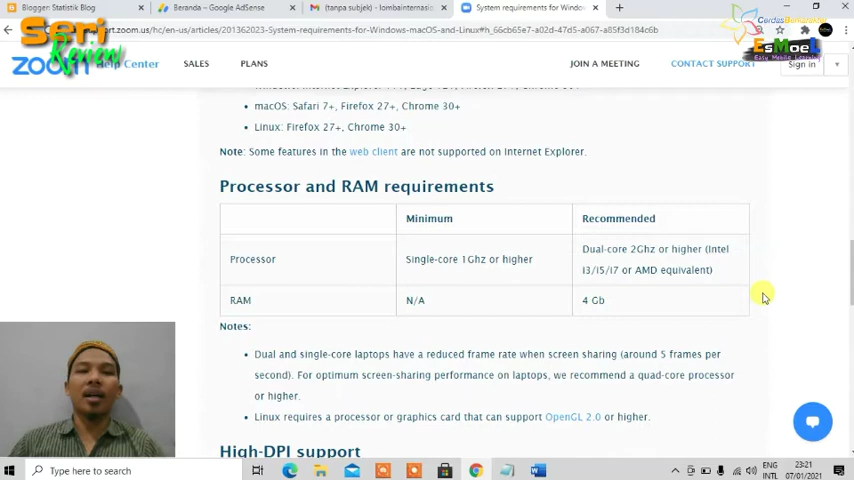 Blogger: Statistik Blog
Beranda – Google AdSense
(tanpa subjek) - lombainternasio
System requirements for Window
port.zoom.us/hc/en-us/articles/201362023-System-requirements-for-Windows-macOS-and-Linux#h_66cb65e7-a02d-47d5-a067-a85f3d184c6b
CerdasBerkarakter
Seri
Review
EsMoeL
Easy Mobile Learning
zoom
Help Center
SALES
PLANS
JOIN A MEETING
CONTACT SUPPORT
Sign in
macOS: Safari 7+, Firefox 27+, Chrome 30+
Linux: Firefox 27+, Chrome 30+
Note: Some features in the web client are not supported on Internet Explorer.
Processor and RAM requirements
Minimum
Recommended
Processor
Single-core 1Ghz or higher
Dual-core 2Ghz or higher (Intel
i3/i5/i7 or AMD equivalent)
RAM
N/A
4 Gb
Notes:
Dual and single-core laptops have a reduced frame rate when screen sharing (around 5 frames per
second). For optimum screen-sharing performance on laptops, we recommend a quad-core processor
or higher.
Linux requires a processor or graphics card that can support OpenGL 2.0 or higher.
High-DPI support
Type here to search
ENG
INTL
23:21
07/01/2021